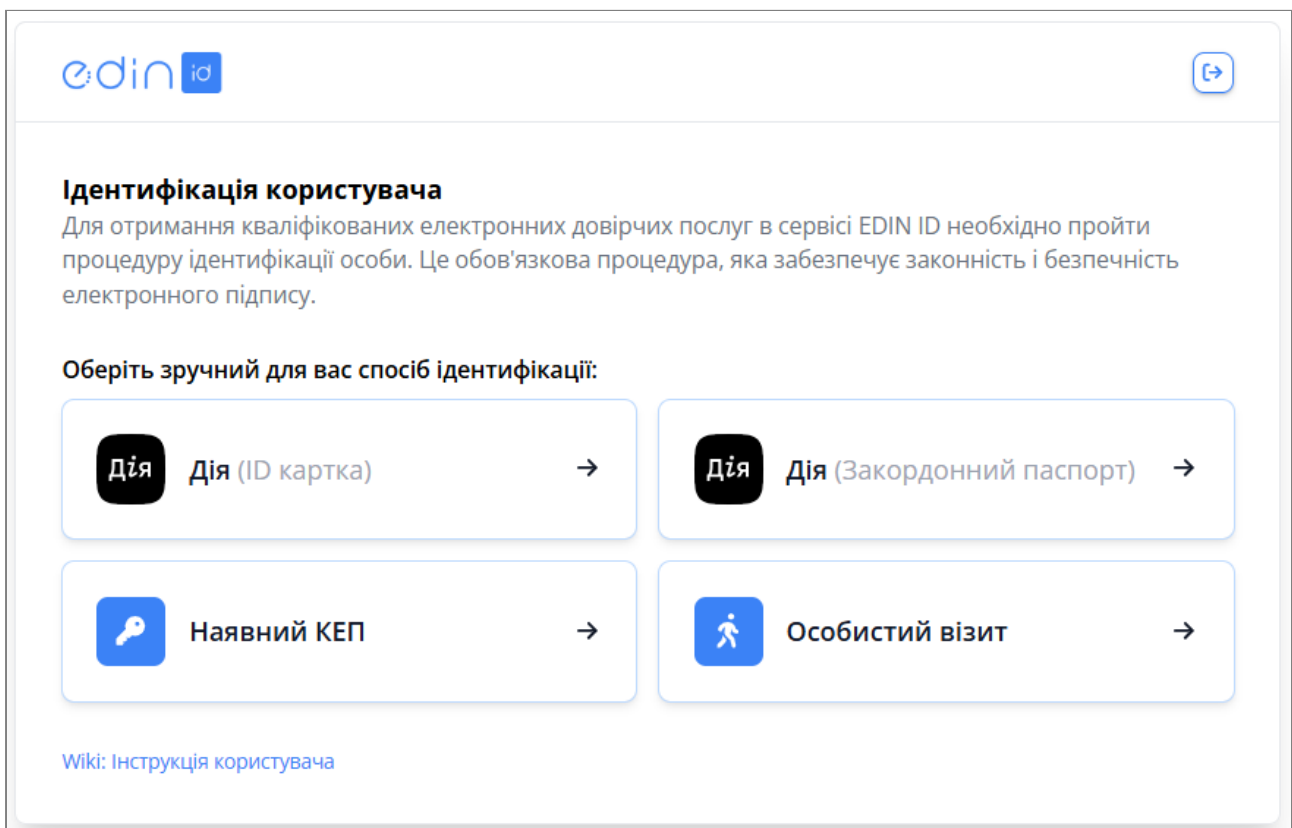 edin id
Ідентифікація користувача
Для отримання кваліфікованих електронних довірчих послуг в сервісі EDIN ID необхідно пройти
процедуру ідентифікації особи. Це обов'язкова процедура, яка забезпечує законність і безпечність
електронного підпису.
Оберіть зручний для вас спосіб ідентифікації:
Дія Дія (ID картка)
Дія Дія (Закордонний паспорт)
Наявний КЕП
Особистий візит
Wiki: Інструкція користувача